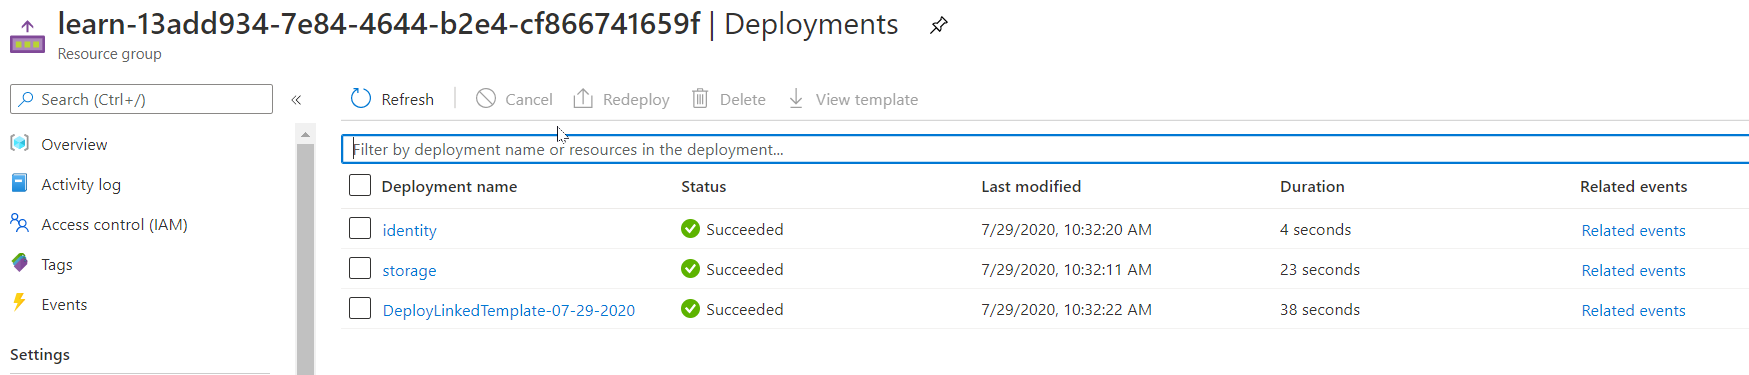 learn-13add934-7e84-4644-b2e4-cf866741659f | Deployments
Resource group
Search (Ctrl+/)
«
Refresh
Cancel
Redeploy
Delete
View template
Overview
Activity log
Access control (IAM)
Tags
Events
Settings
Filter by deployment name or resources in the deployment...
Deployment name Status Last modified Duration Related events
identity Succeeded 7/29/2020, 10:32:20 AM 4 seconds Related events
storage Succeeded 7/29/2020, 10:32:11 AM 23 seconds Related events
DeployLinkedTemplate-07-29-2020 Succeeded 7/29/2020, 10:32:22 AM 38 seconds Related events